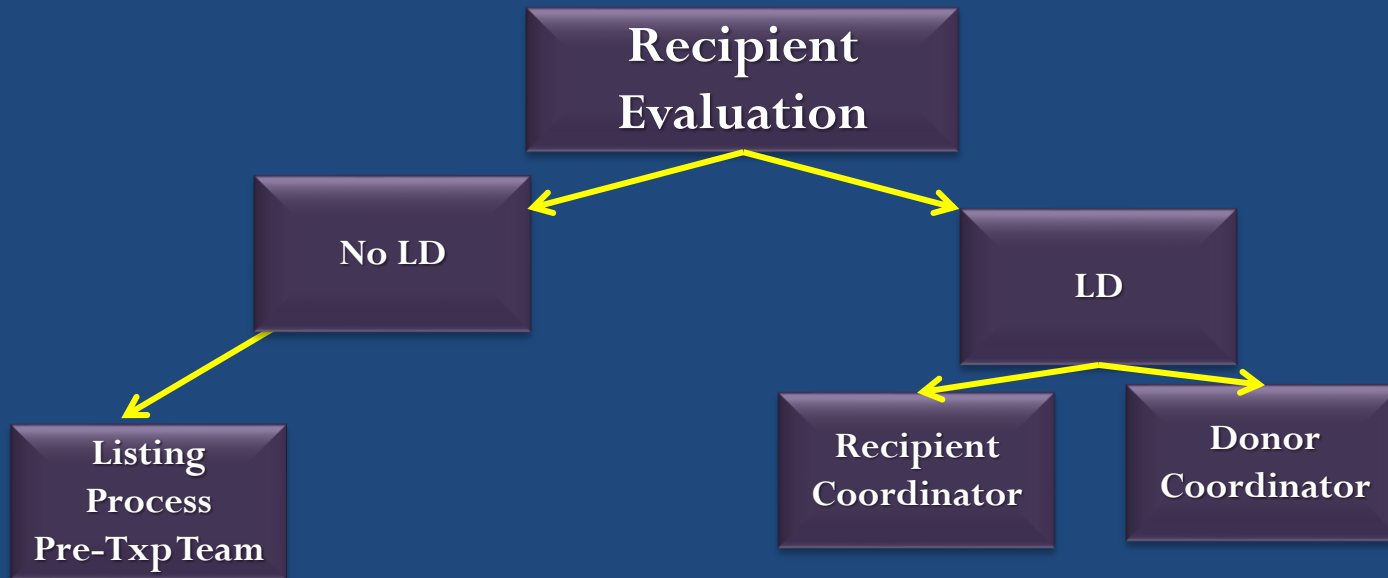 Recipient
Evaluation
No LD
LD
Listing
Process
Pre-Txp Team
Recipient
Coordinator
Donor
Coordinator